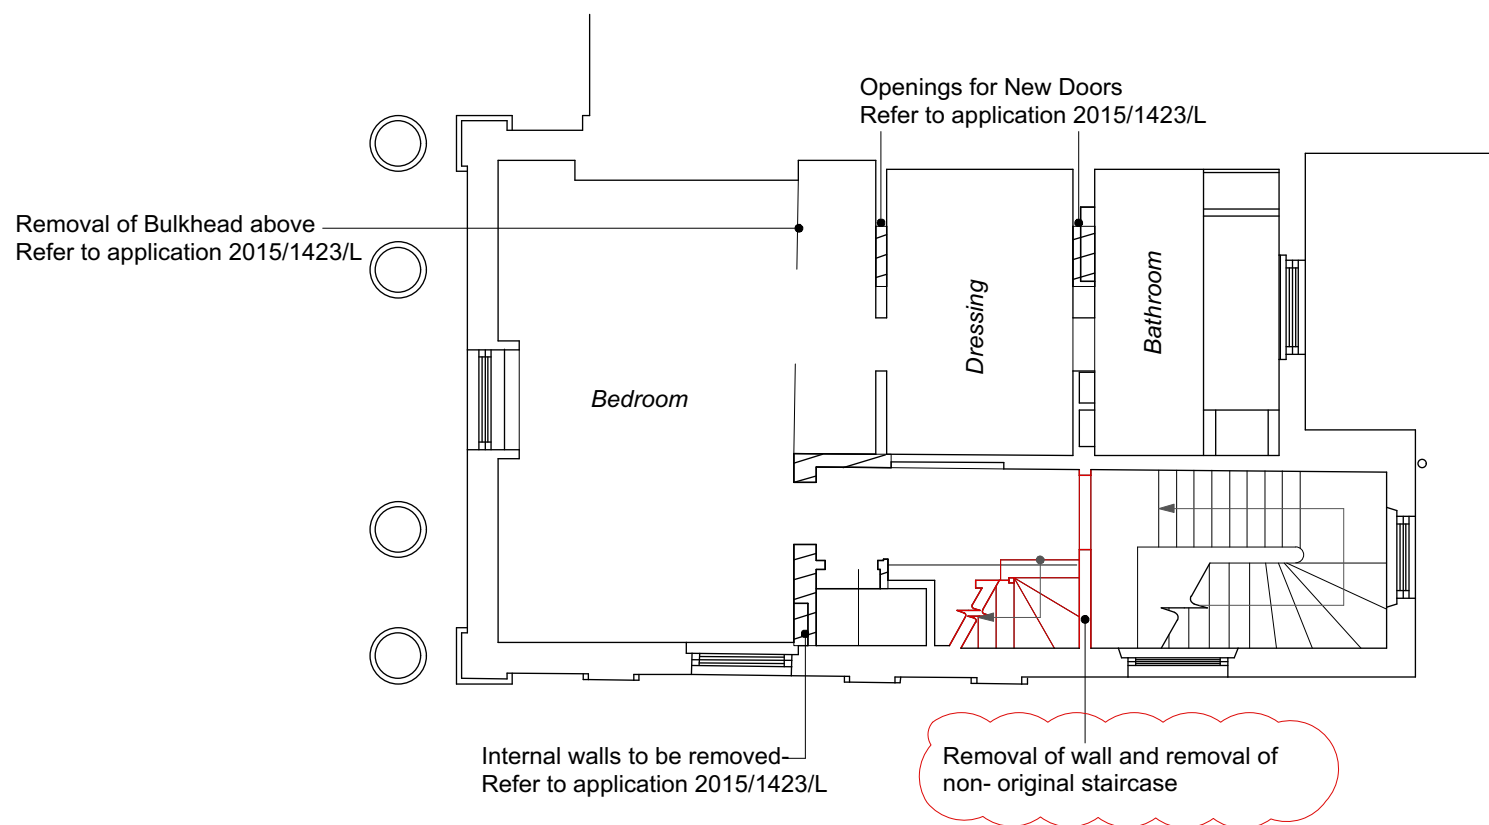 Openings for New Doors
Refer to application 2015/1423/L
Removal of Bulkhead above
Refer to application 2015/1423/L
Dressing
Bathroom
Bedroom
Internal walls to be removed-
Refer to application 2015/1423/L
Removal of wall and removal of
non- original staircase